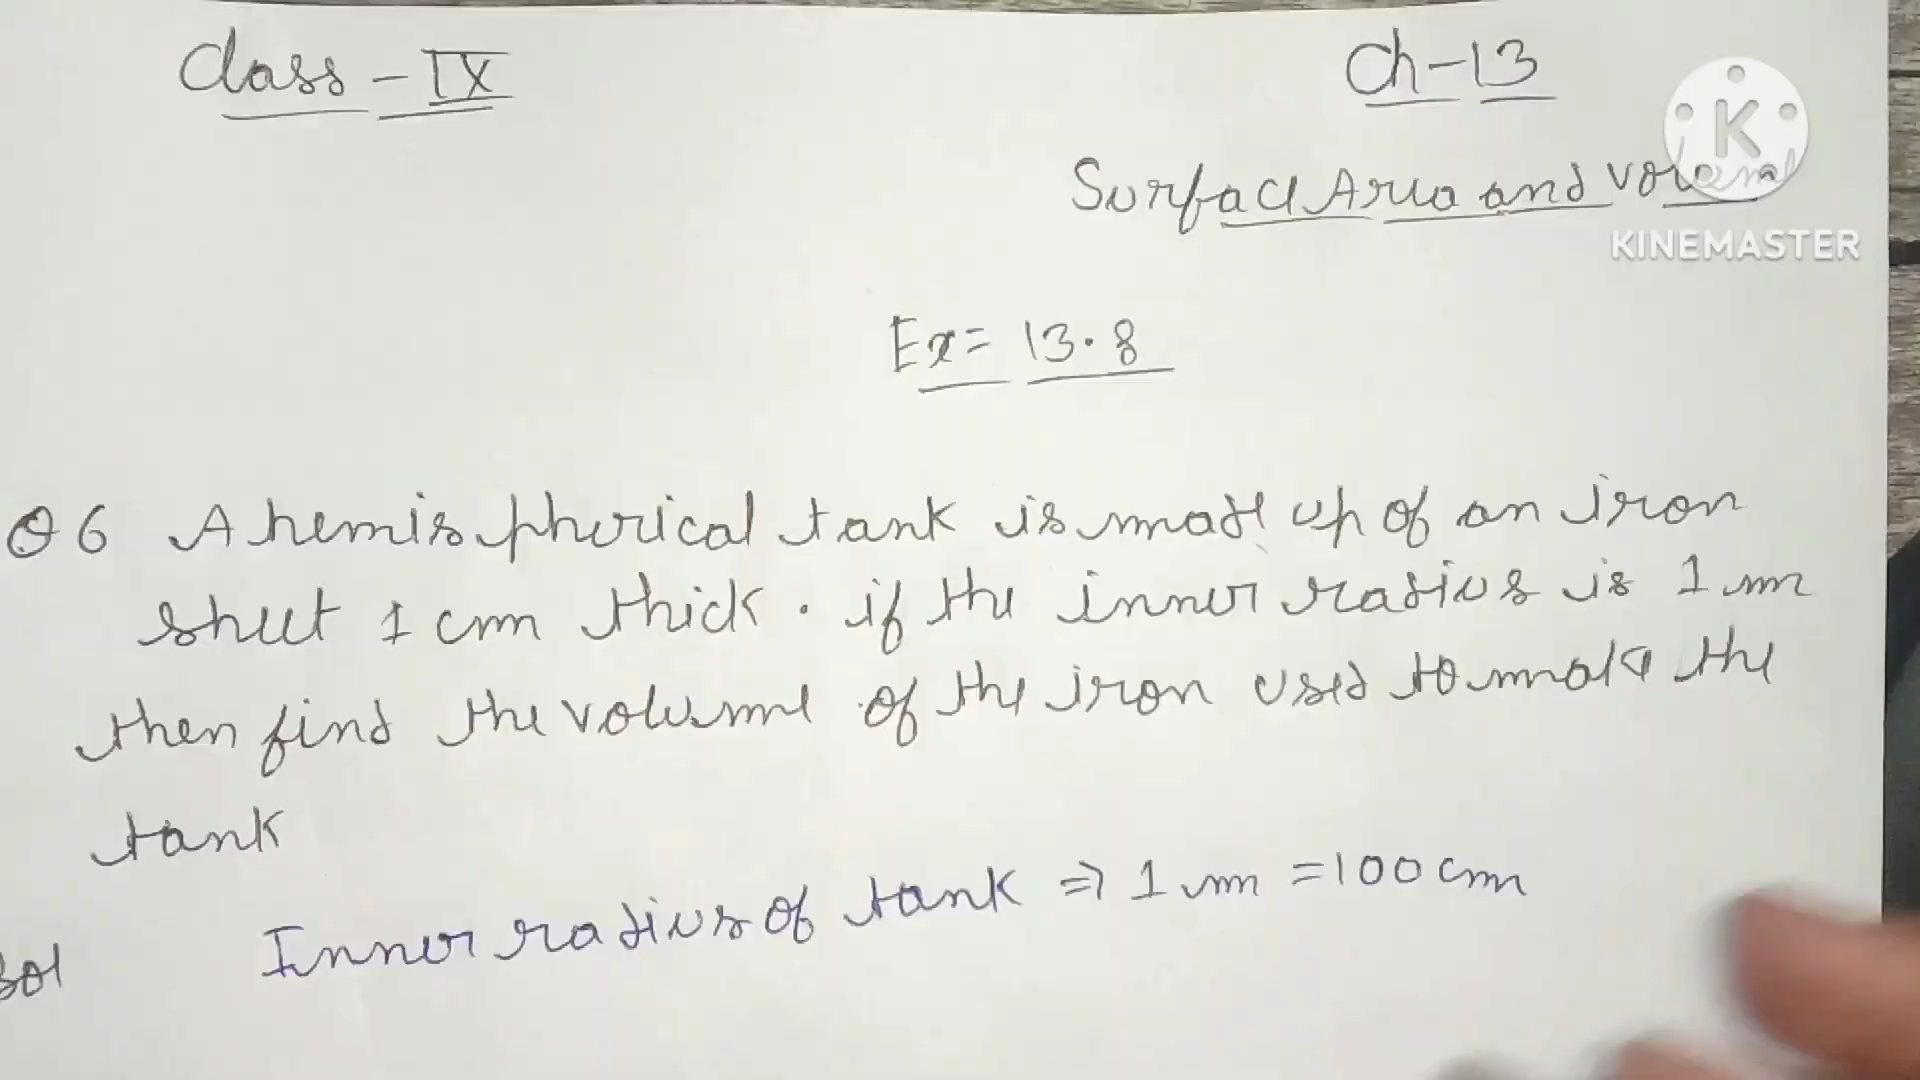 Class - IX
Ch-13
Surface Area and Volume
KINEMASTER
Ex = 13.8
Q 6 A hemispherical tank is made up of an iron
sheet 1 cm thick. if the inner radius is 1 m
then find the volume of the iron used to make the
tank
Sol Inner radius of tank ⇒ 1 m = 100 cm